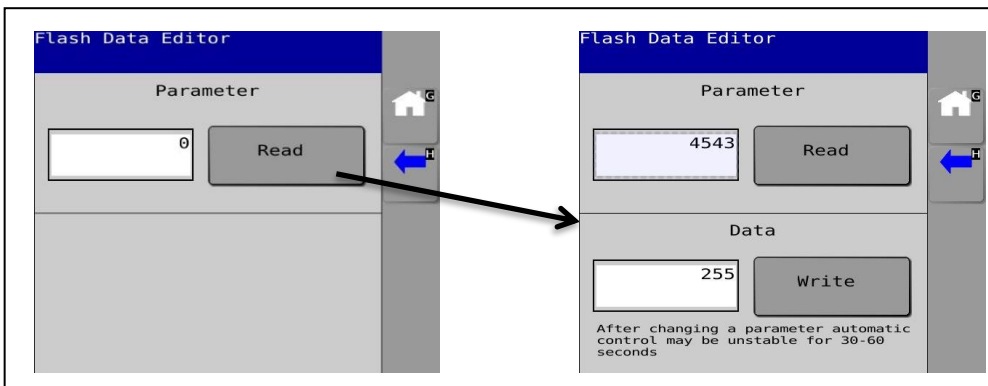 Flash Data Editor
Parameter
0
Read
G
H
Flash Data Editor
Parameter
4543
Read
Data
255
Write
After changing a parameter automatic
control may be unstable for 30-60
seconds
G
H